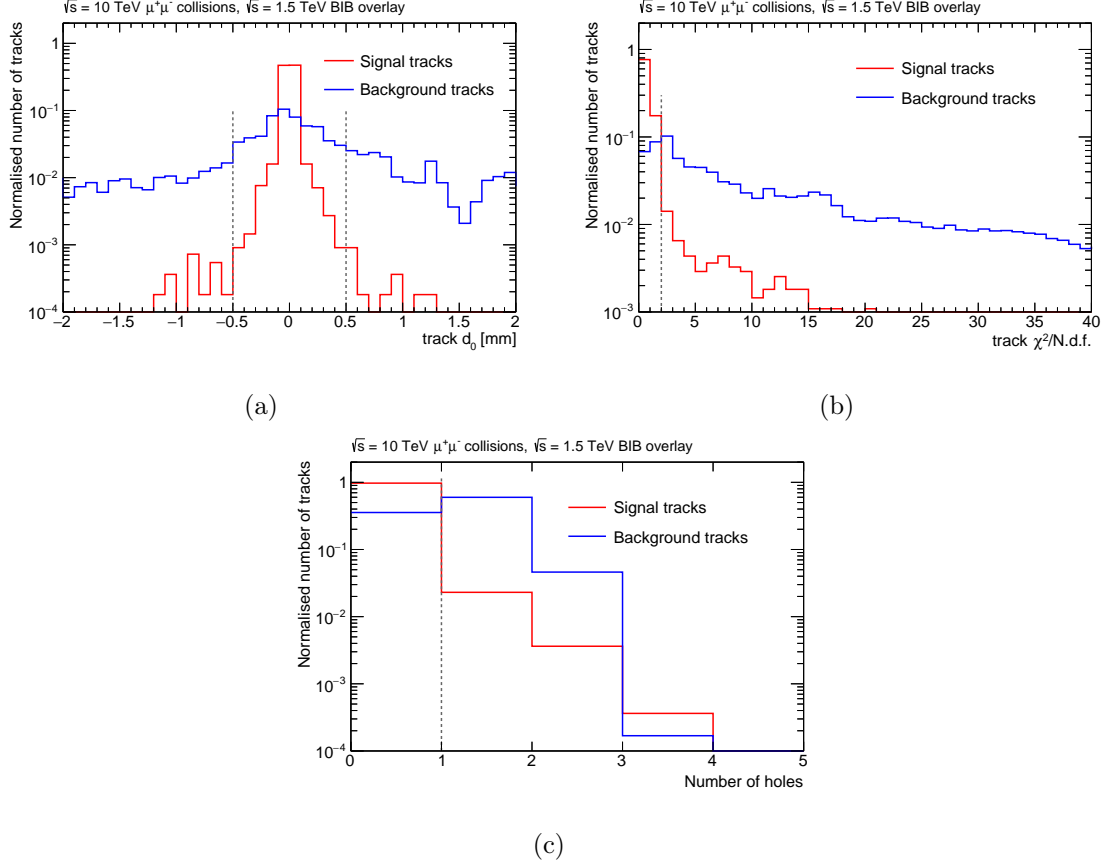 √s = 10 TeV μ⁺μ⁻ collisions, √s = 1.5 TeV BIB overlay
Normalised number of tracks
1
10⁻¹
10⁻²
10⁻³
10⁻⁴
Signal tracks
Background tracks
−2 −1.5 −1 −0.5 0 0.5 1 1.5 2
track d₀ [mm]
(a)
√s = 10 TeV μ⁺μ⁻ collisions, √s = 1.5 TeV BIB overlay
Normalised number of tracks
1
10⁻¹
10⁻²
10⁻³
Signal tracks
Background tracks
0 5 10 15 20 25 30 35 40
track χ²/N.d.f.
(b)
√s = 10 TeV μ⁺μ⁻ collisions, √s = 1.5 TeV BIB overlay
Normalised number of tracks
1
10⁻¹
10⁻²
10⁻³
10⁻⁴
Signal tracks
Background tracks
0 1 2 3 4 5
Number of holes
(c)